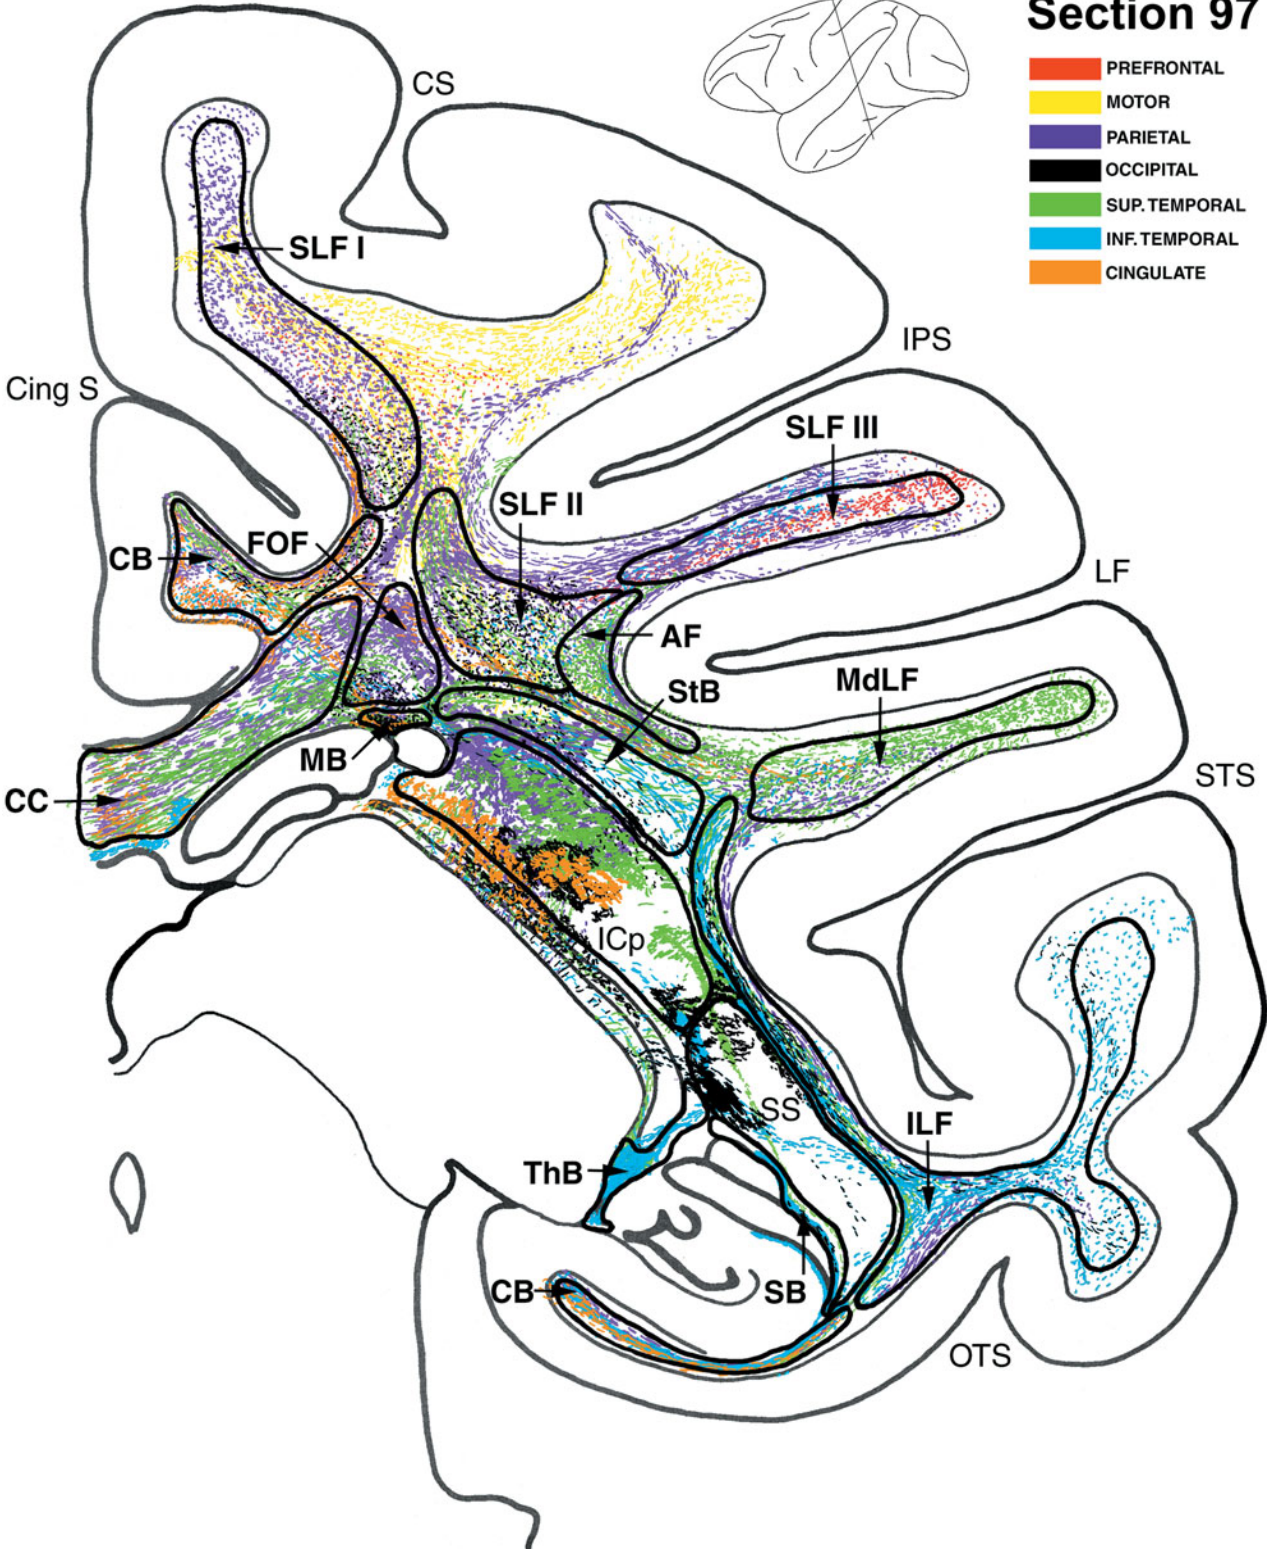 Section 97
PREFRONTAL
MOTOR
PARIETAL
OCCIPITAL
SUP. TEMPORAL
INF. TEMPORAL
CINGULATE
CS
SLF I
IPS
Cing S
SLF III
SLF II
CB
FOF
LF
AF
StB
MdLF
MB
CC
STS
ICp
SS
ILF
ThB
CB
SB
OTS